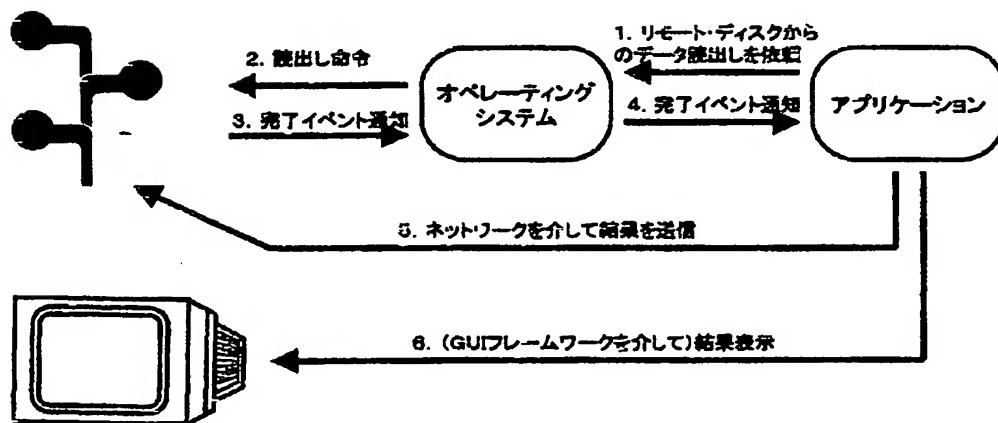 1. リモート・ディスクから
のデータ読出しを依頼
2. 読出し命令
オペレーティング
システム
3. 完了イベント通知
4. 完了イベント通知
アプリケーション
5. ネットワークを介して結果を送信
6. (GUIフレームワークを介して)結果表示